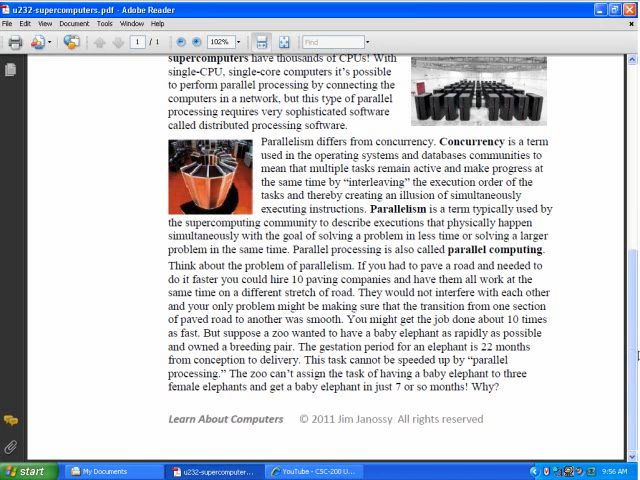 u232-supercomputers.pdf - Adobe Reader
File Edit View Document Tools Window Help
1 / 1 102% Find
supercomputers have thousands of CPUs! With
single-CPU, single-core computers it's possible
to perform parallel processing by connecting the
computers in a network, but this type of parallel
processing requires very sophisticated software
called distributed processing software.
Parallelism differs from concurrency. Concurrency is a term
used in the operating systems and databases communities to
mean that multiple tasks remain active and make progress at
the same time by “interleaving” the execution order of the
tasks and thereby creating an illusion of simultaneously
executing instructions. Parallelism is a term typically used by
the supercomputing community to describe executions that physically happen
simultaneously with the goal of solving a problem in less time or solving a larger
problem in the same time. Parallel processing is also called parallel computing.
Think about the problem of parallelism. If you had to pave a road and needed to
do it faster you could hire 10 paving companies and have them all work at the
same time on a different stretch of road. They would not interfere with each other
and your only problem might be making sure that the transition from one section
of paved road to another was smooth. You might get the job done about 10 times
as fast. But suppose a zoo wanted to have a baby elephant as rapidly as possible
and owned a breeding pair. The gestation period for an elephant is 22 months
from conception to delivery. This task cannot be speeded up by “parallel
processing.” The zoo can't assign the task of having a baby elephant to three
female elephants and get a baby elephant in just 7 or so months! Why?
Learn About Computers © 2011 Jim Janossy All rights reserved
start My Documents u232-supercomputer... YouTube - CSC-200 U... 9:56 AM